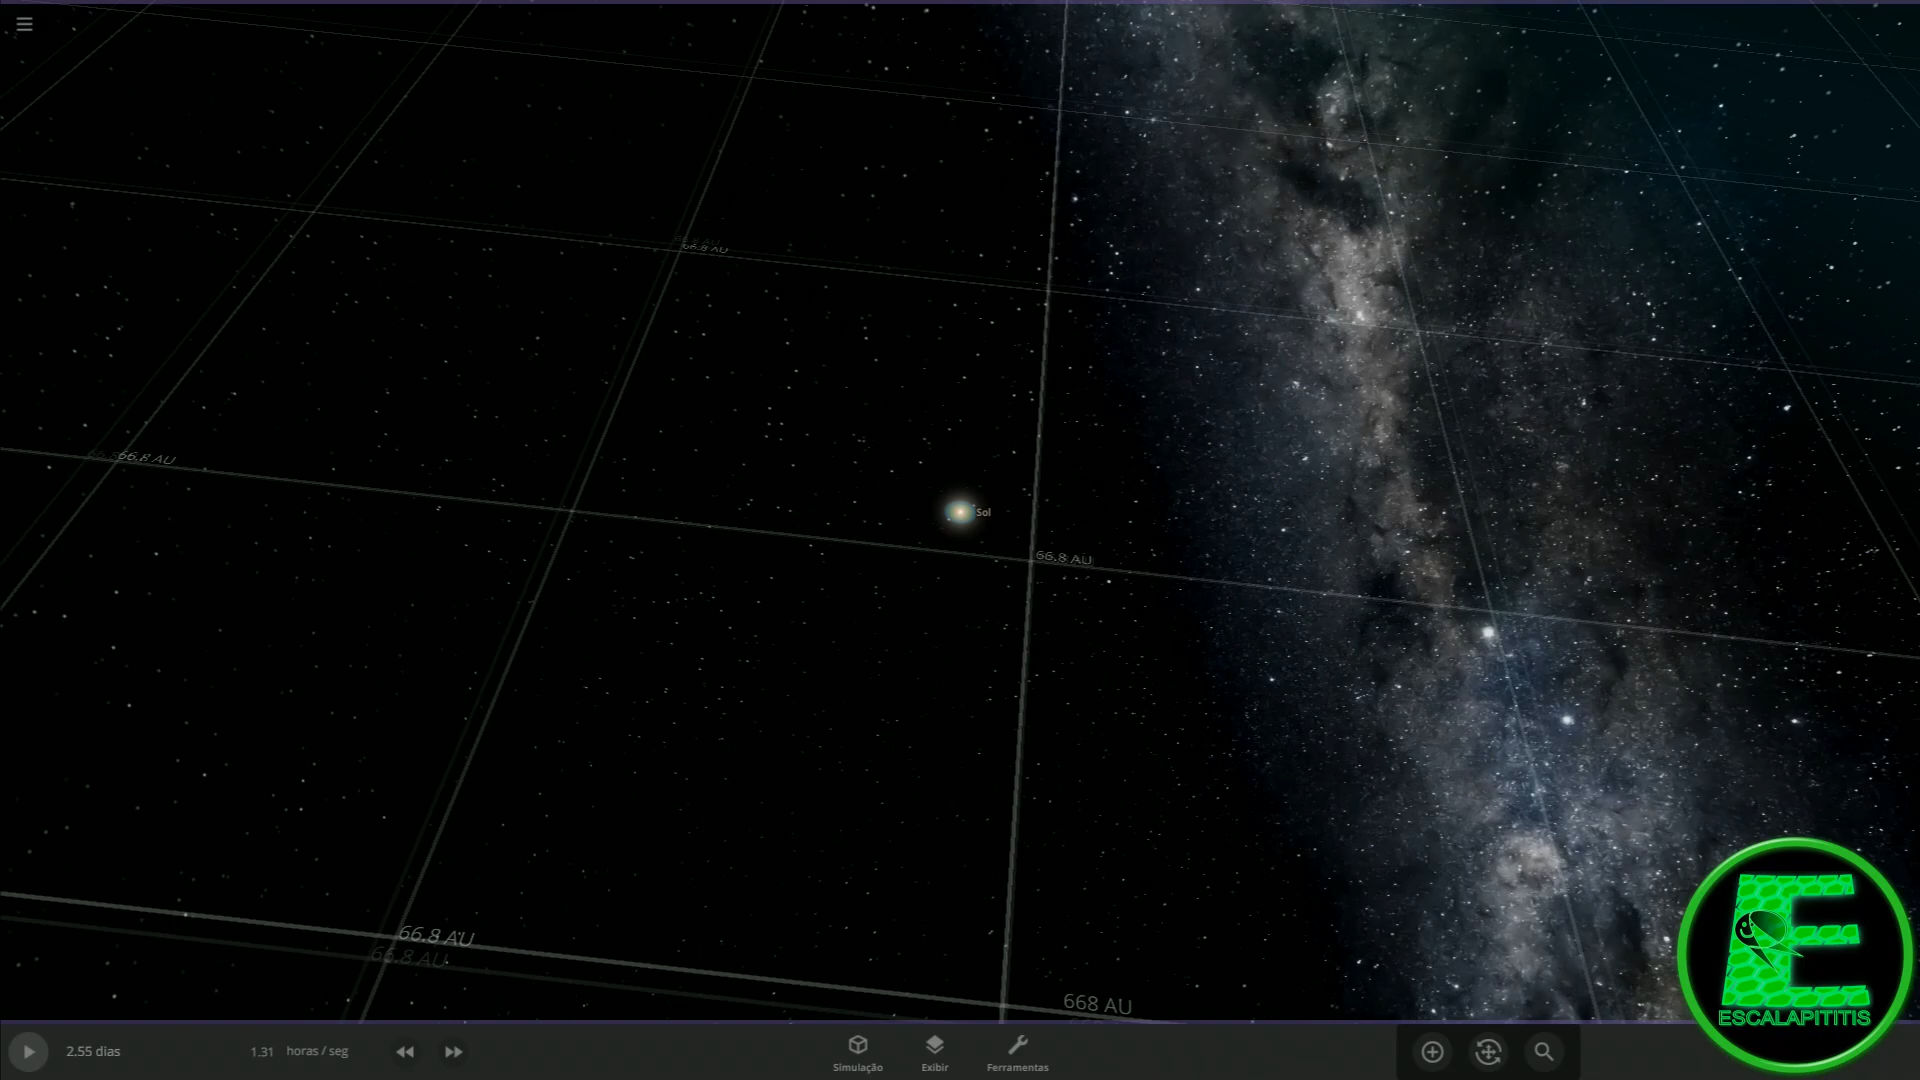 66.8 AU
66.8 AU
Sol
66.8 AU
66.8 AU
66.8 AU
668 AU
ESCALAPITITIS
2.55 dias
1.31 horas / seg
Simulação
Exibir
Ferramentas